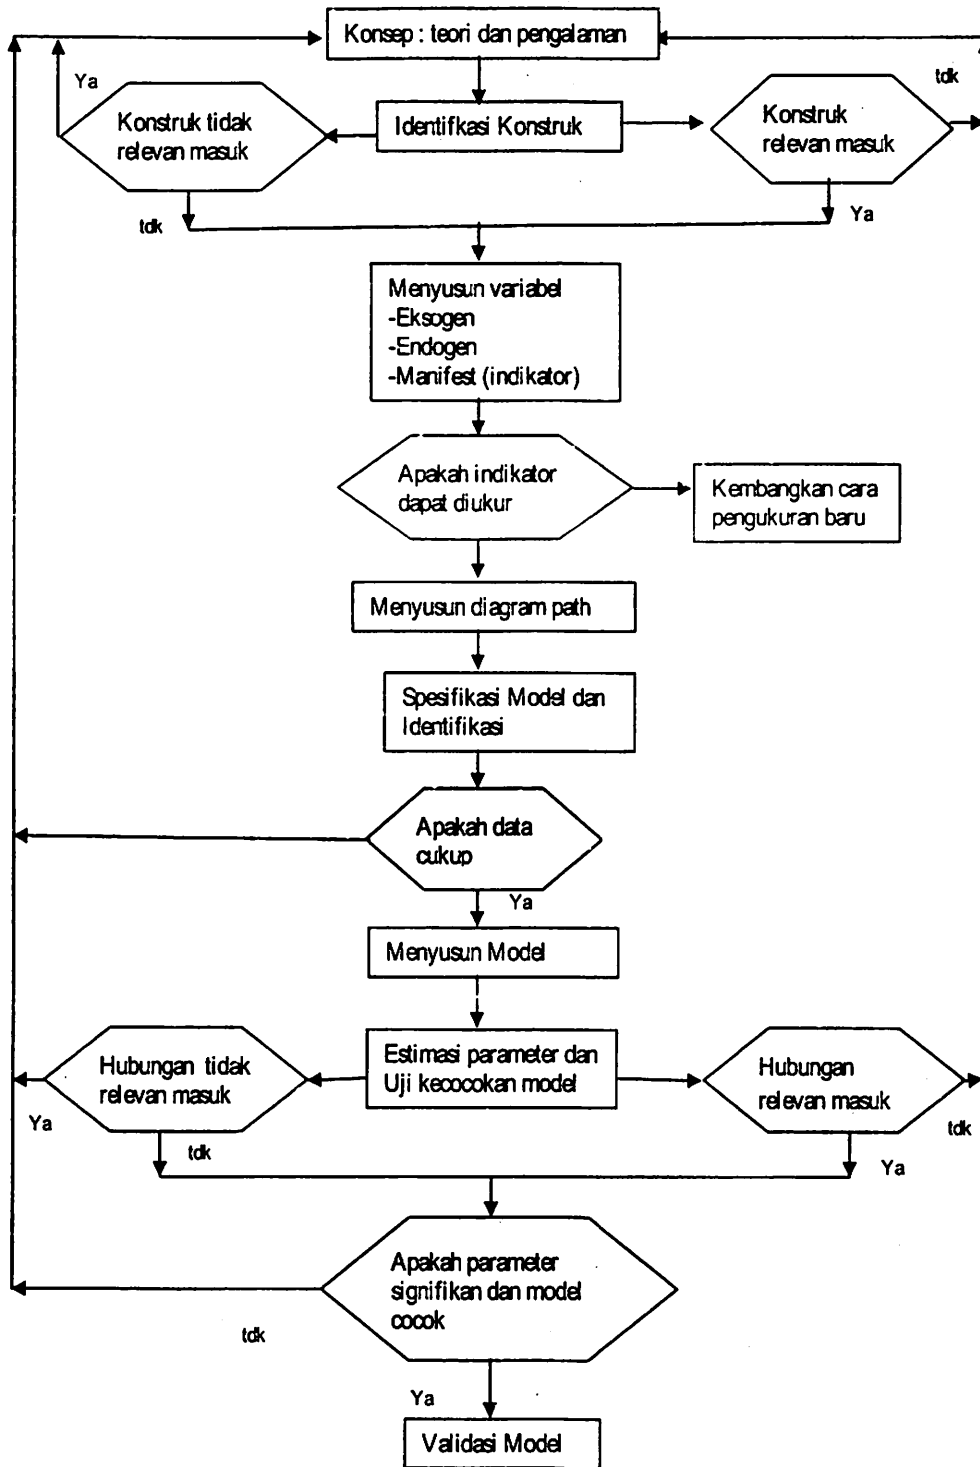 Konsep : teori dan pengalaman
Ya
tdk
Konstruk tidak
relevan masuk
Identifkasi Konstruk
Konstruk
relevan masuk
tdk
Ya
Menyusun variabel
-Eksogen
-Endogen
-Manifest (indikator)
Apakah indikator
dapat diukur
Kembangkan cara
pengukuran baru
Menyusun diagram path
Spesifikasi Model dan
Identifikasi
Apakah data
cukup
Ya
Menyusun Model
Hubungan tidak
relevan masuk
Estimasi parameter dan
Uji kecocokan model
Hubungan
relevan masuk
Ya
tdk
tdk
Ya
Apakah parameter
signifikan dan model
cocok
tdk
Ya
Validasi Model